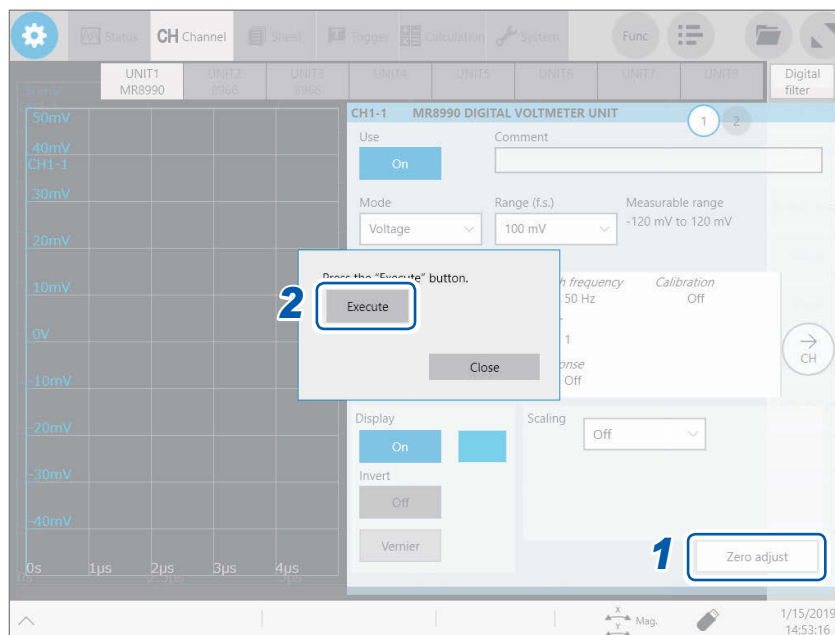 Status
CH Channel
Sheet
Trigger
Calculation
System
Func
UNIT1
MR8990
UNIT2
8966
UNIT3
8966
UNIT4
UNIT5
UNIT6
UNIT7
UNIT8
Digital
filter
50mV
40mV
CH1-1
30mV
20mV
10mV
0V
-10mV
-20mV
-30mV
-40mV
0s 1μs 2μs 3μs 4μs
CH1-1 MR8990 DIGITAL VOLTMETER UNIT
1 2
Use
Comment
On
Mode
Range (f.s.)
Measurable range
Voltage
100 mV
-120 mV to 120 mV
Press the "Execute" button.
2
Execute
Close
frequency
50 Hz
Calibration
Off
1
Off
→
CH
Display
On
Scaling
Off
Invert
Off
Vernier
1
Zero adjust
X
Y
Mag.
1/15/2019
14:53:16